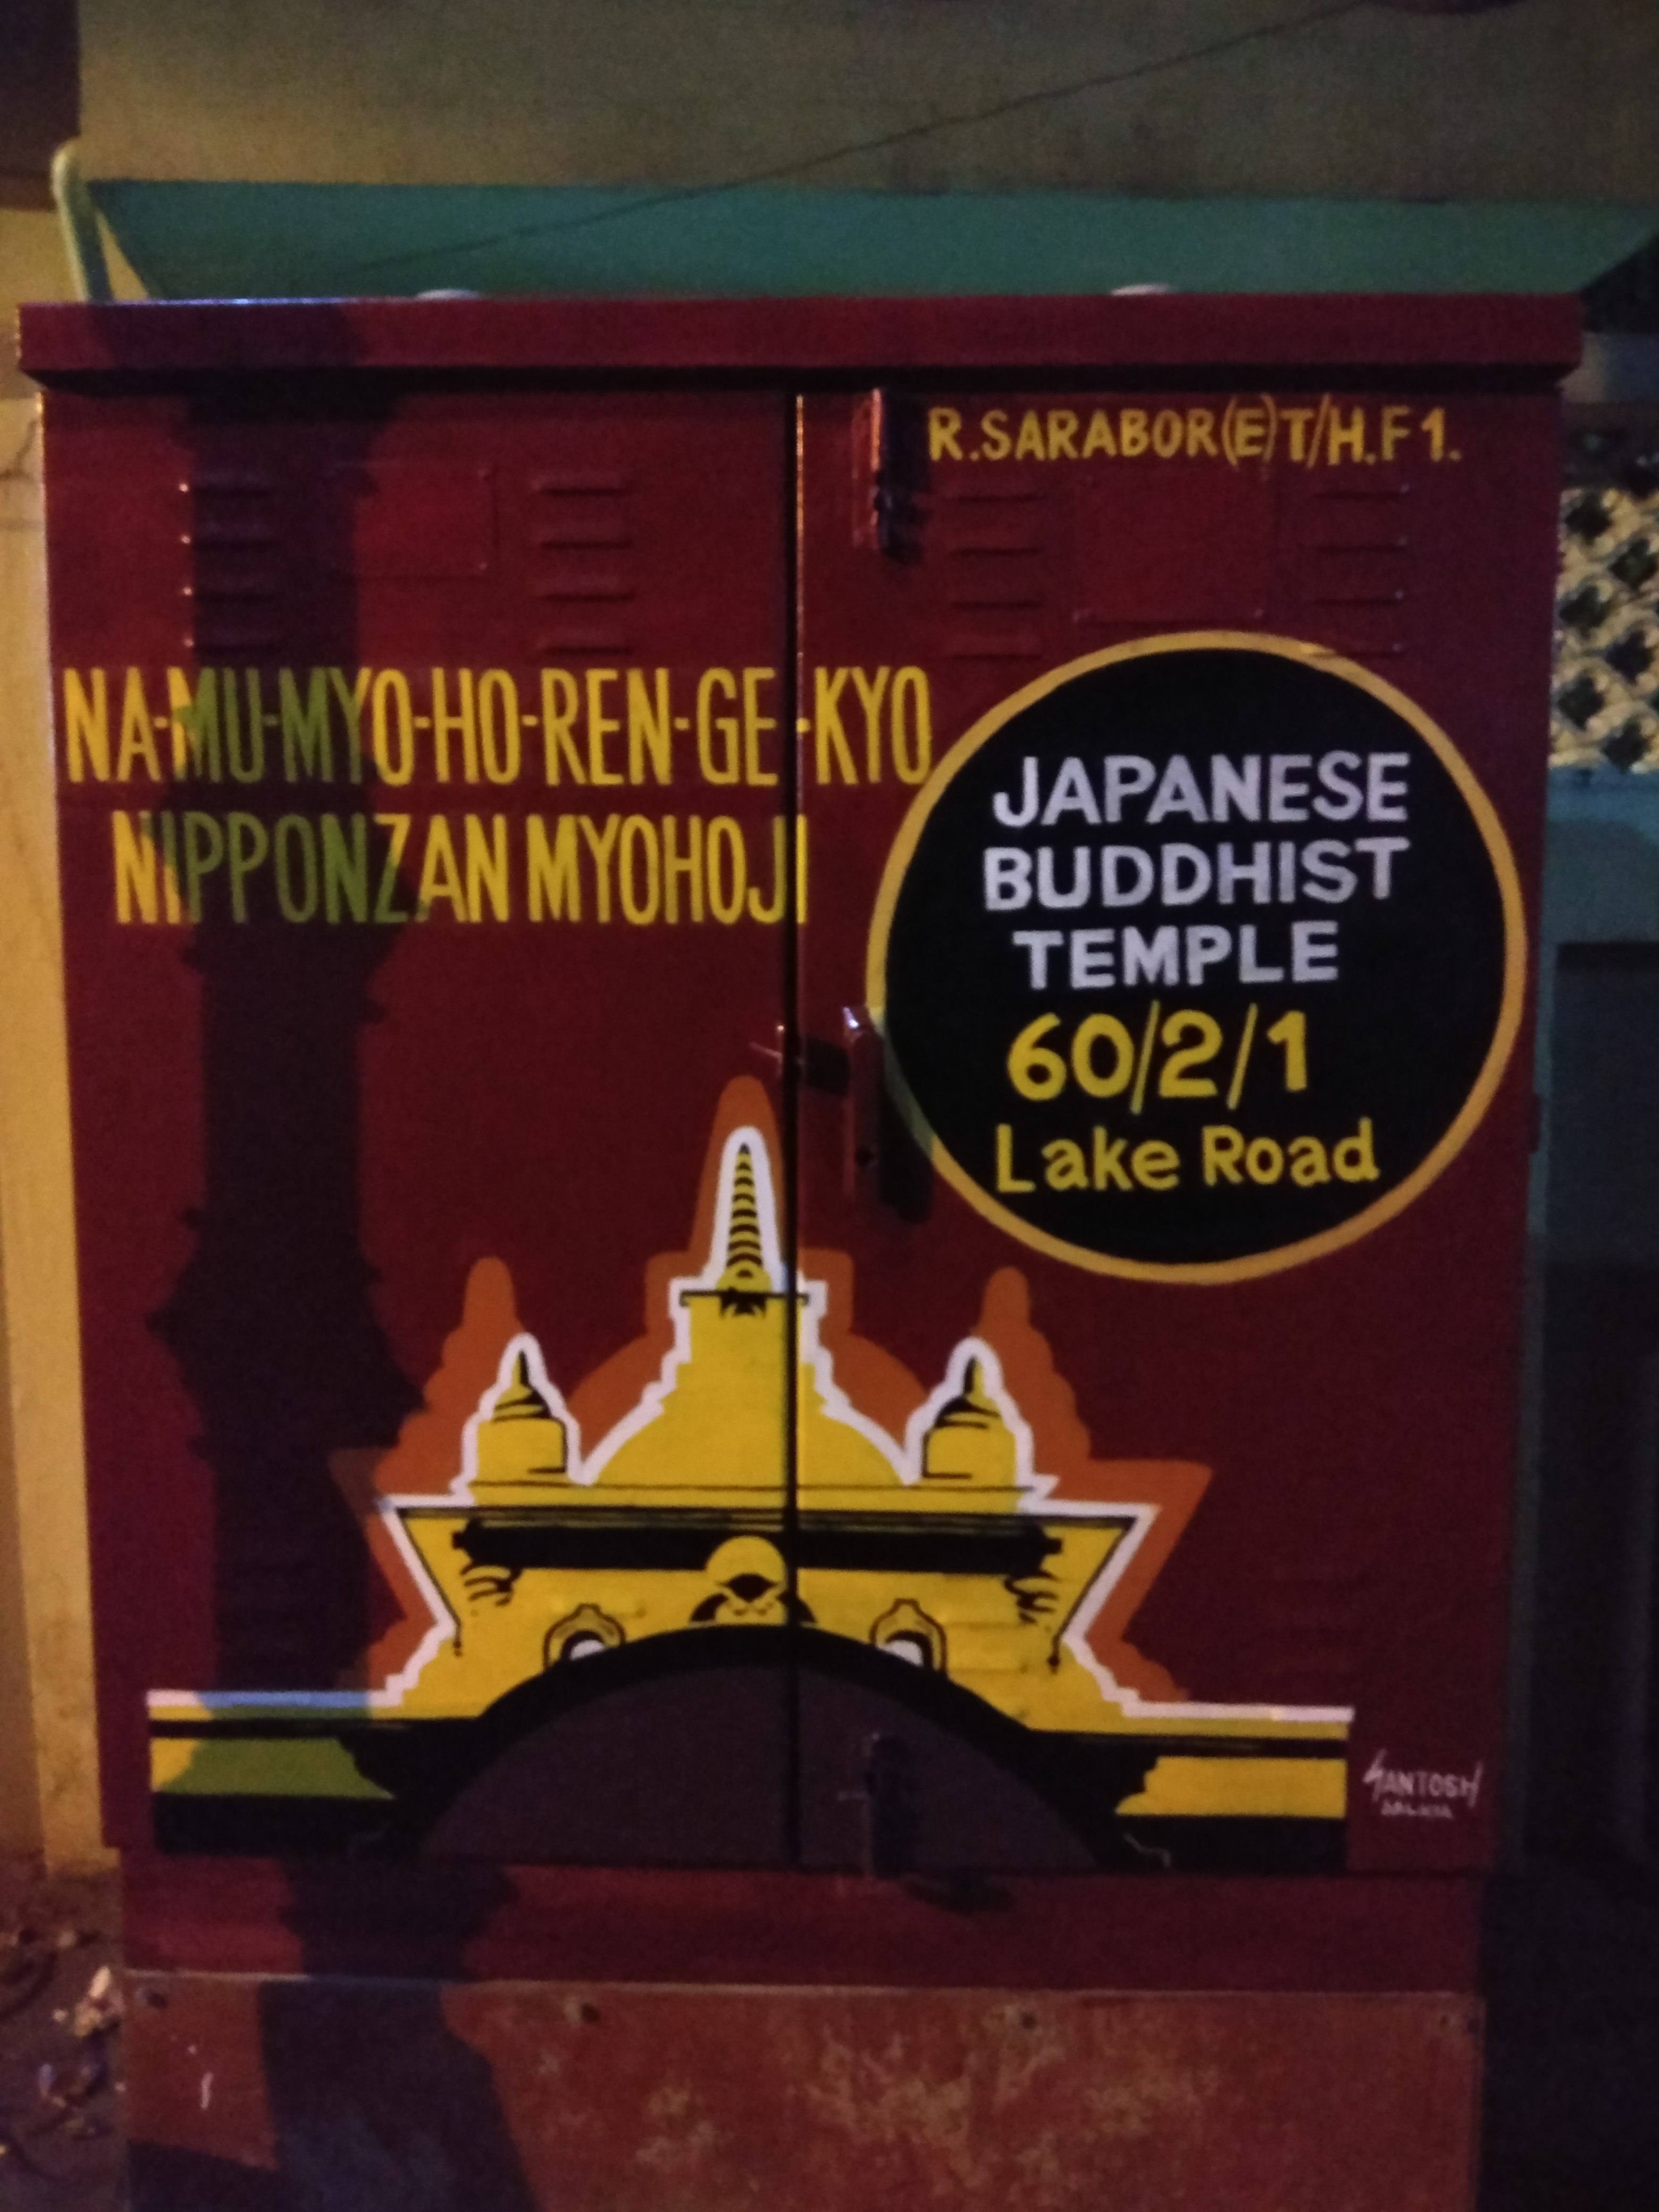 R.SARABOR(E)T/H.F 1.
NA-MU-MYO-HO-REN-GE-KYO
NIPPONZAN MYOHOJI
JAPANESE
BUDDHIST
TEMPLE
60/2/1
Lake Road
SANTOSH